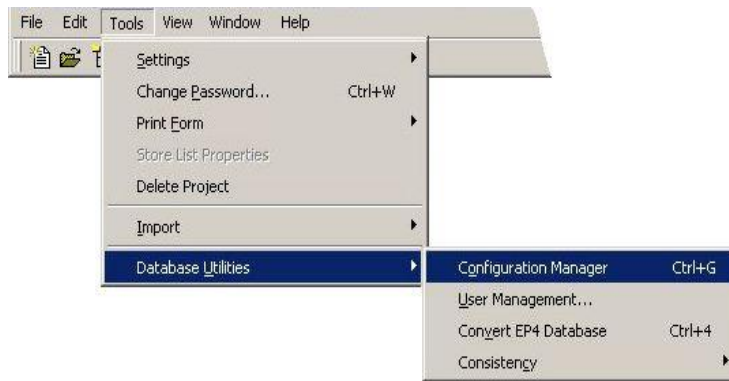 File Edit Tools View Window Help
Settings
Change Password... Ctrl+W
Print Form
Store List Properties
Delete Project
Import
Database Utilities
Configuration Manager Ctrl+G
User Management...
Convert EP4 Database Ctrl+4
Consistency